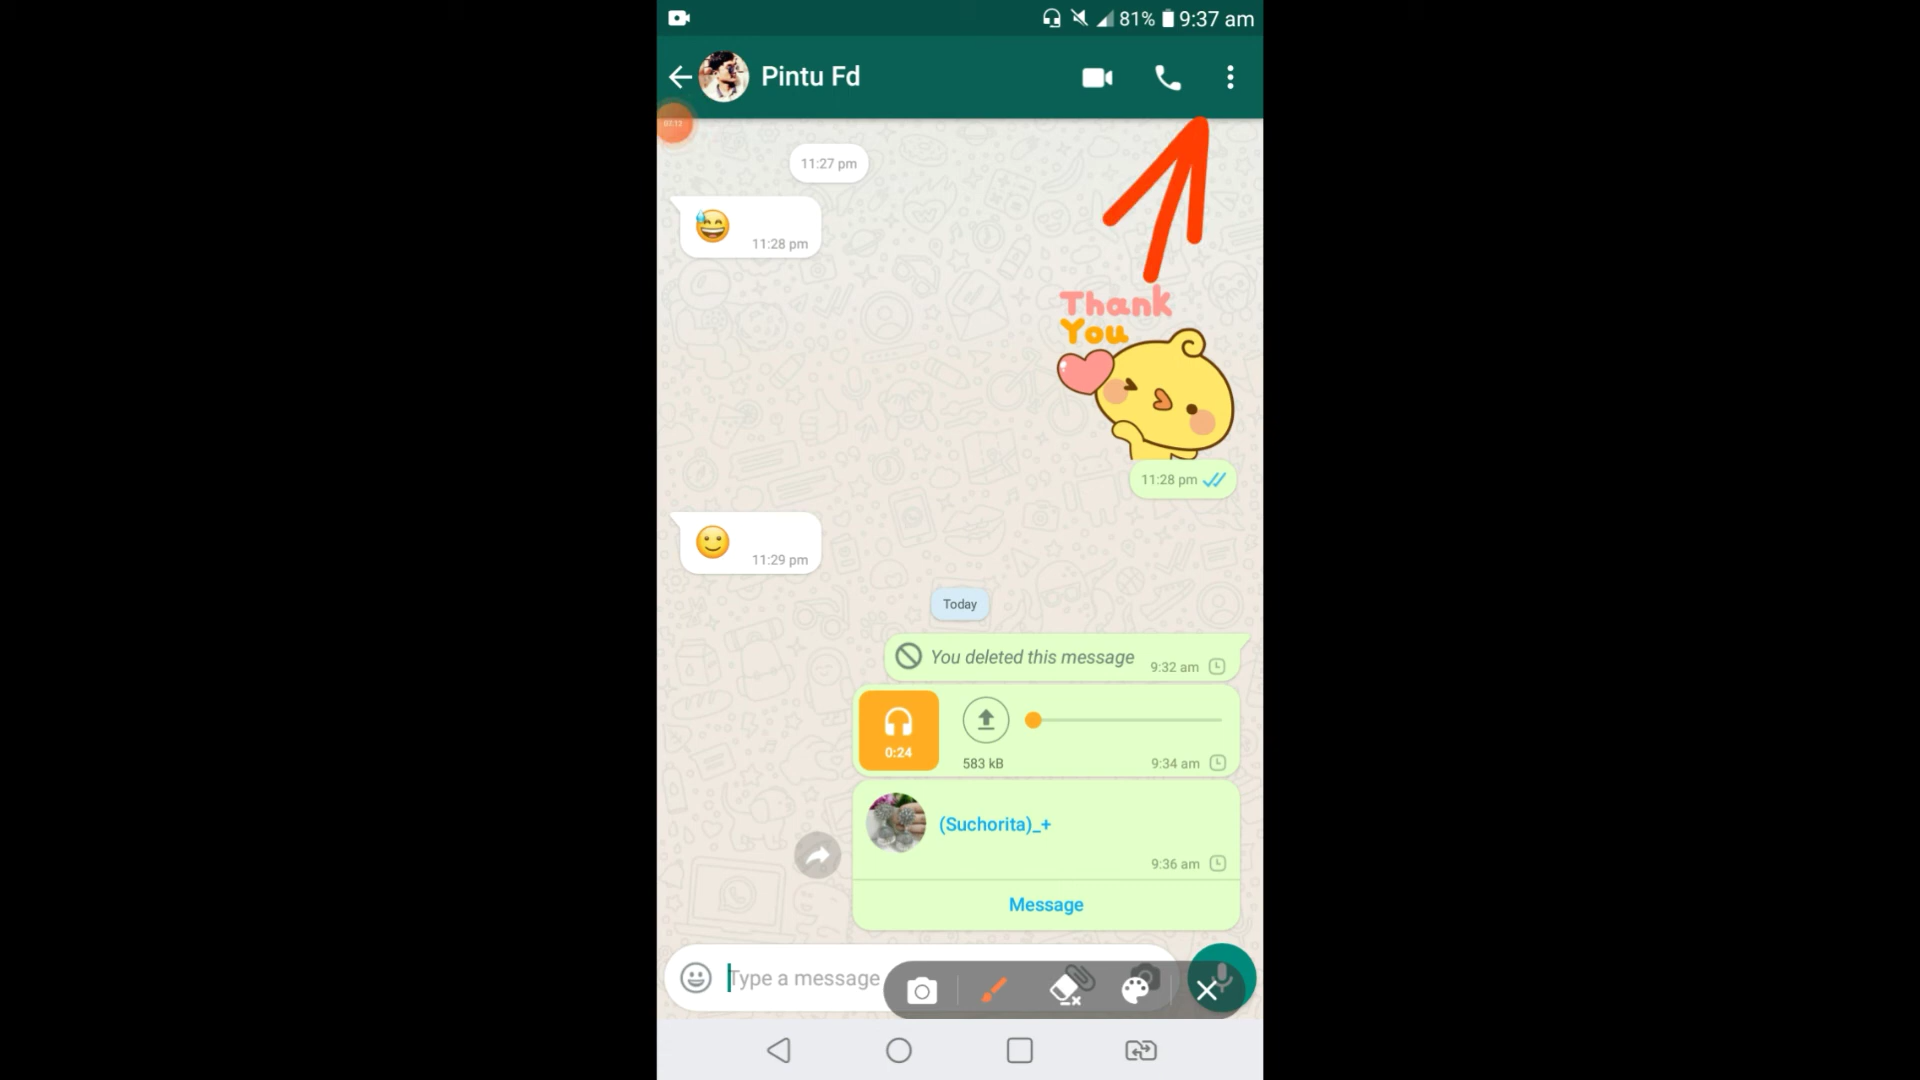 81% 9:37 am
Pintu Fd
02:12
11:27 pm
11:28 pm
Thank
You
11:28 pm
11:29 pm
Today
You deleted this message 9:32 am
0:24
583 kB 9:34 am
(Suchorita)_+
9:36 am
Message
Type a message